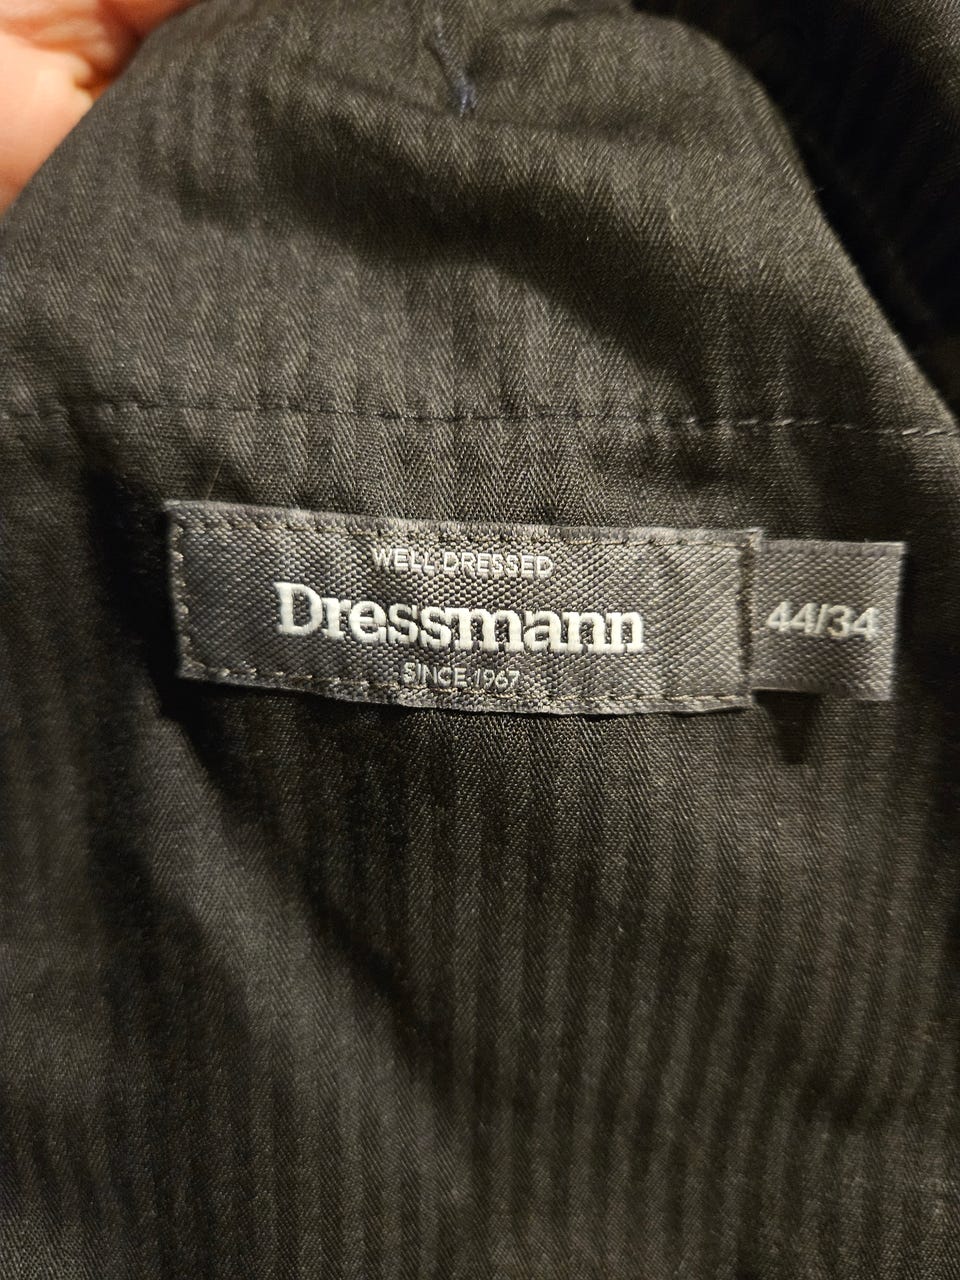 WELL DRESSED
Dressmann
SINCE 1967
44/34